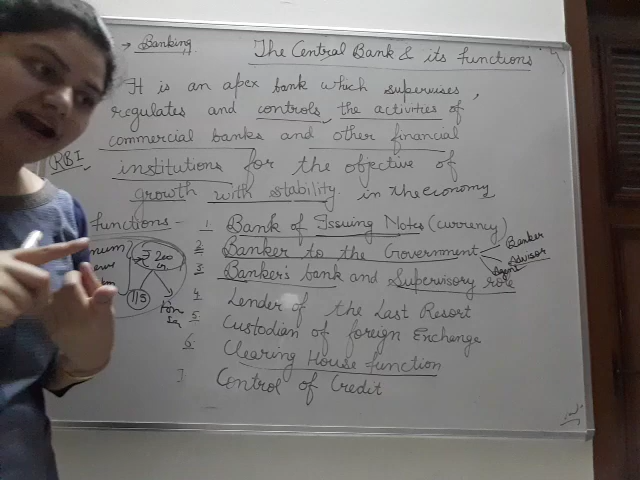 → Banking
The Central Bank & its functions
It is an apex bank which supervises,
regulates and controls, the activities of
commercial banks and other financial
RBI
institutions for the objective of
growth with stability in the economy
functions - 1. Bank of Issuing Notes (currency)
2 Banker to the Government
Banker
Advisor
Agent
3 Banker's bank and Supervisory role
4 Lender of the Last Resort
5 Custodian of foreign Exchange
6. Clearing House function
7 Control of Credit
mum
₹ 200
cr.
115